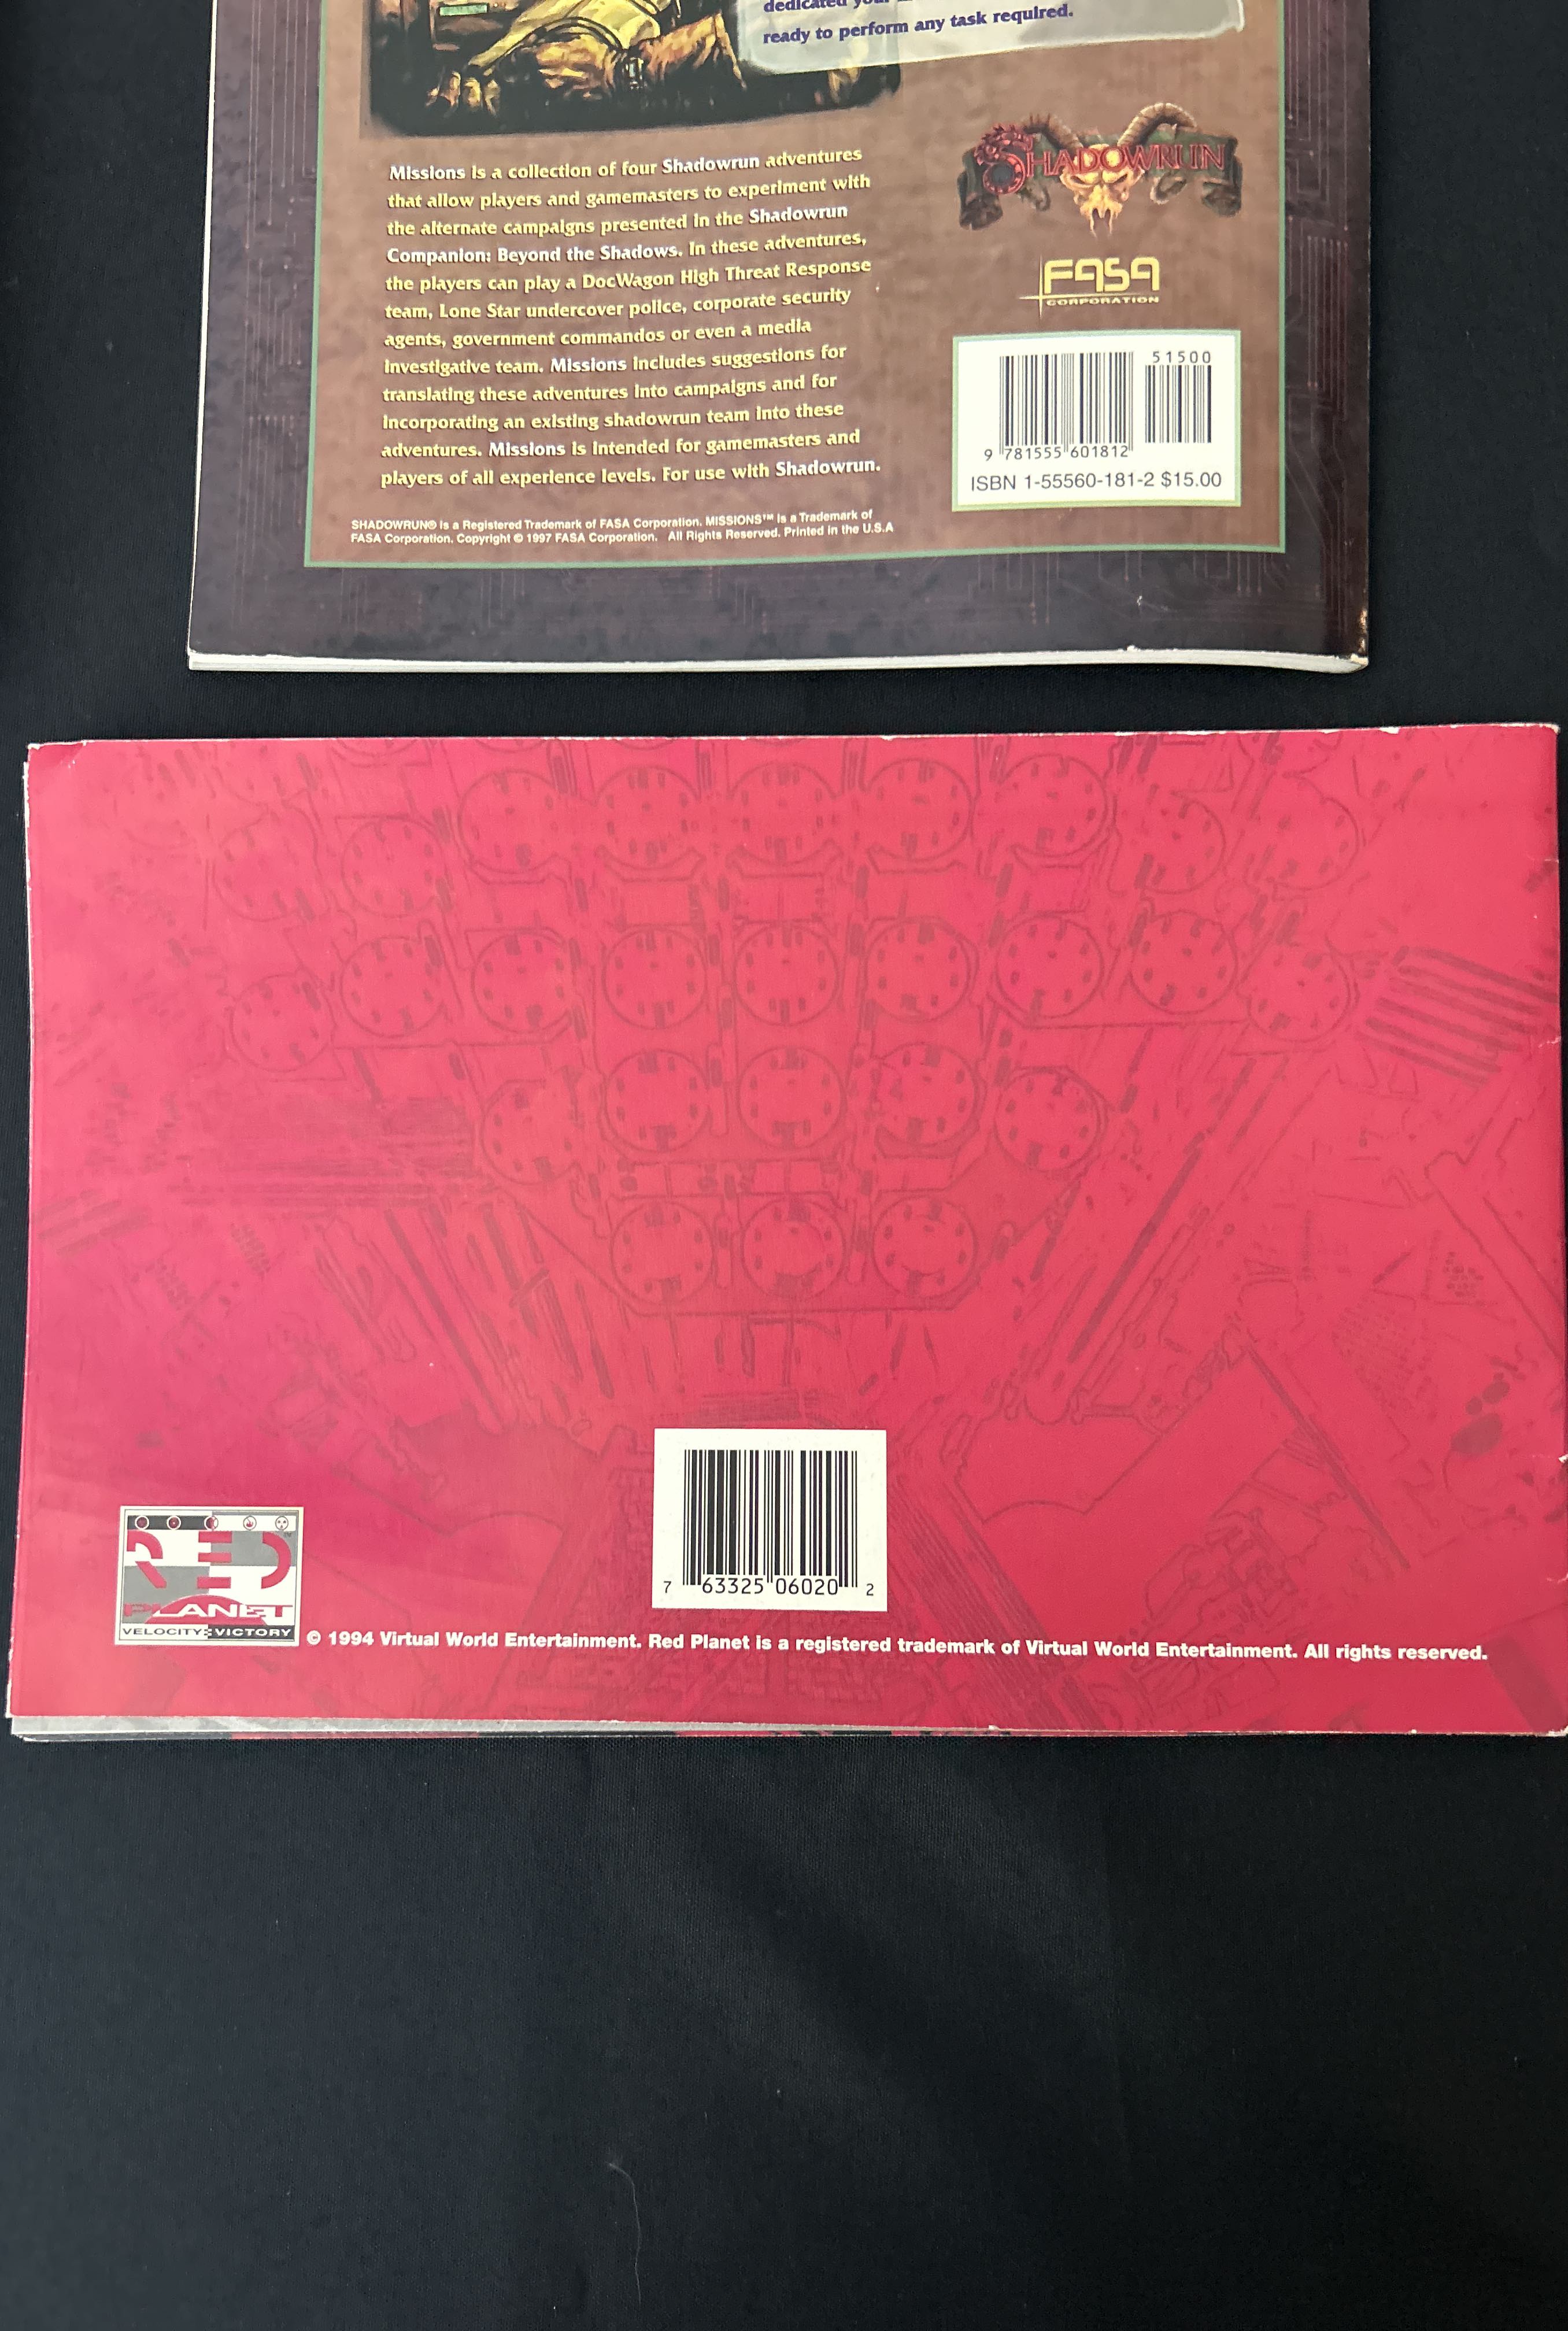 dedicated
ready to perform any task required.
Missions is a collection of four Shadowrun adventures
that allow players and gamemasters to experiment with
the alternate campaigns presented in the Shadowrun
Companion: Beyond the Shadows. In these adventures,
the players can play a DocWagon High Threat Response
team, Lone Star undercover police, corporate security
agents, government commandos or even a media
investigative team. Missions includes suggestions for
translating these adventures into campaigns and for
incorporating an existing shadowrun team into these
adventures. Missions is intended for gamemasters and
players of all experience levels. For use with Shadowrun.
SHADOWRUN
FASA
CORPORATION
51500
9 781555 601812
ISBN 1-55560-181-2 $15.00
SHADOWRUN® is a Registered Trademark of FASA Corporation. MISSIONS™ is a Trademark of
FASA Corporation. Copyright © 1997 FASA Corporation. All Rights Reserved. Printed in the U.S.A
7 63325 06020 2
RED
PLANET
VELOCITY=VICTORY
© 1994 Virtual World Entertainment. Red Planet is a registered trademark of Virtual World Entertainment. All rights reserved.